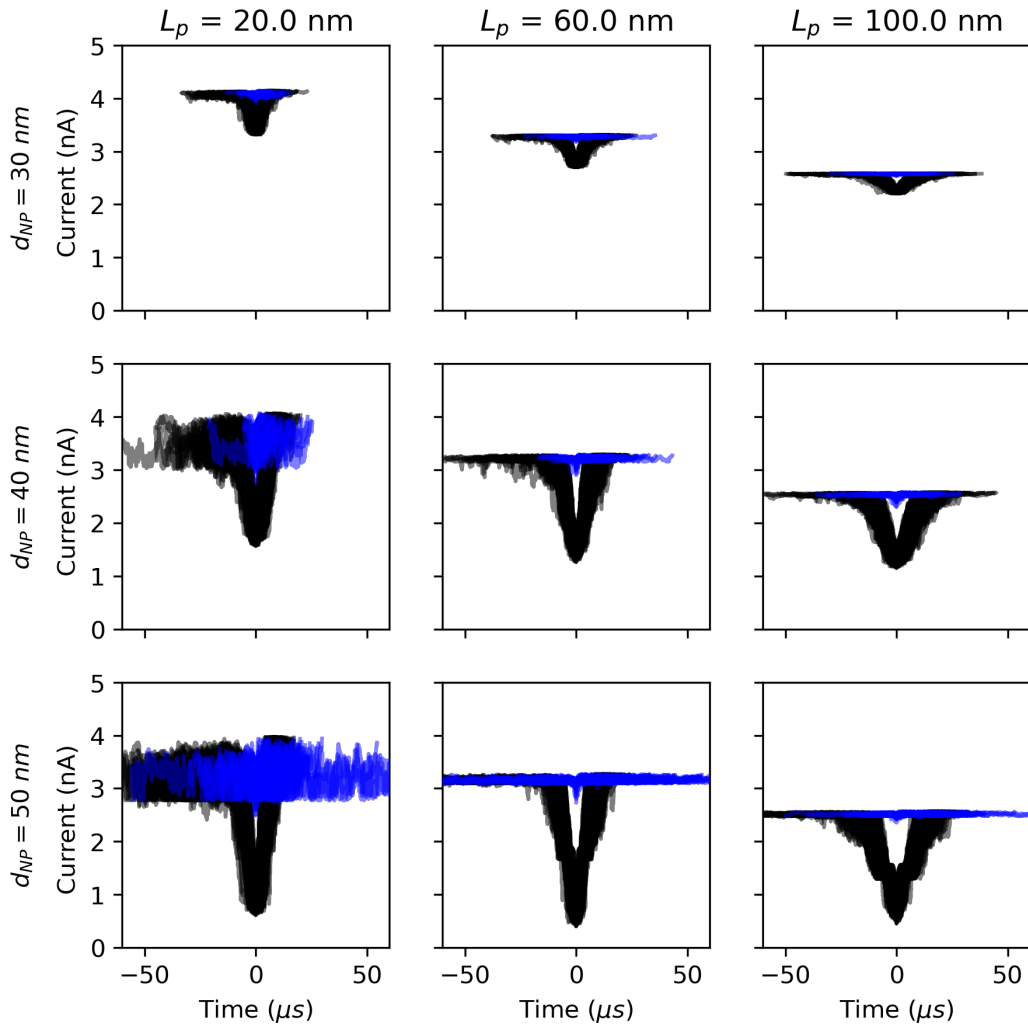 L_p = 20.0 nm
L_p = 60.0 nm
L_p = 100.0 nm
d_NP = 30 nm
Current (nA)
5
4
3
2
1
0
d_NP = 40 nm
Current (nA)
5
4
3
2
1
0
d_NP = 50 nm
Current (nA)
5
4
3
2
1
0
−50
0
50
−50
0
50
−50
0
50
Time (μs)
Time (μs)
Time (μs)